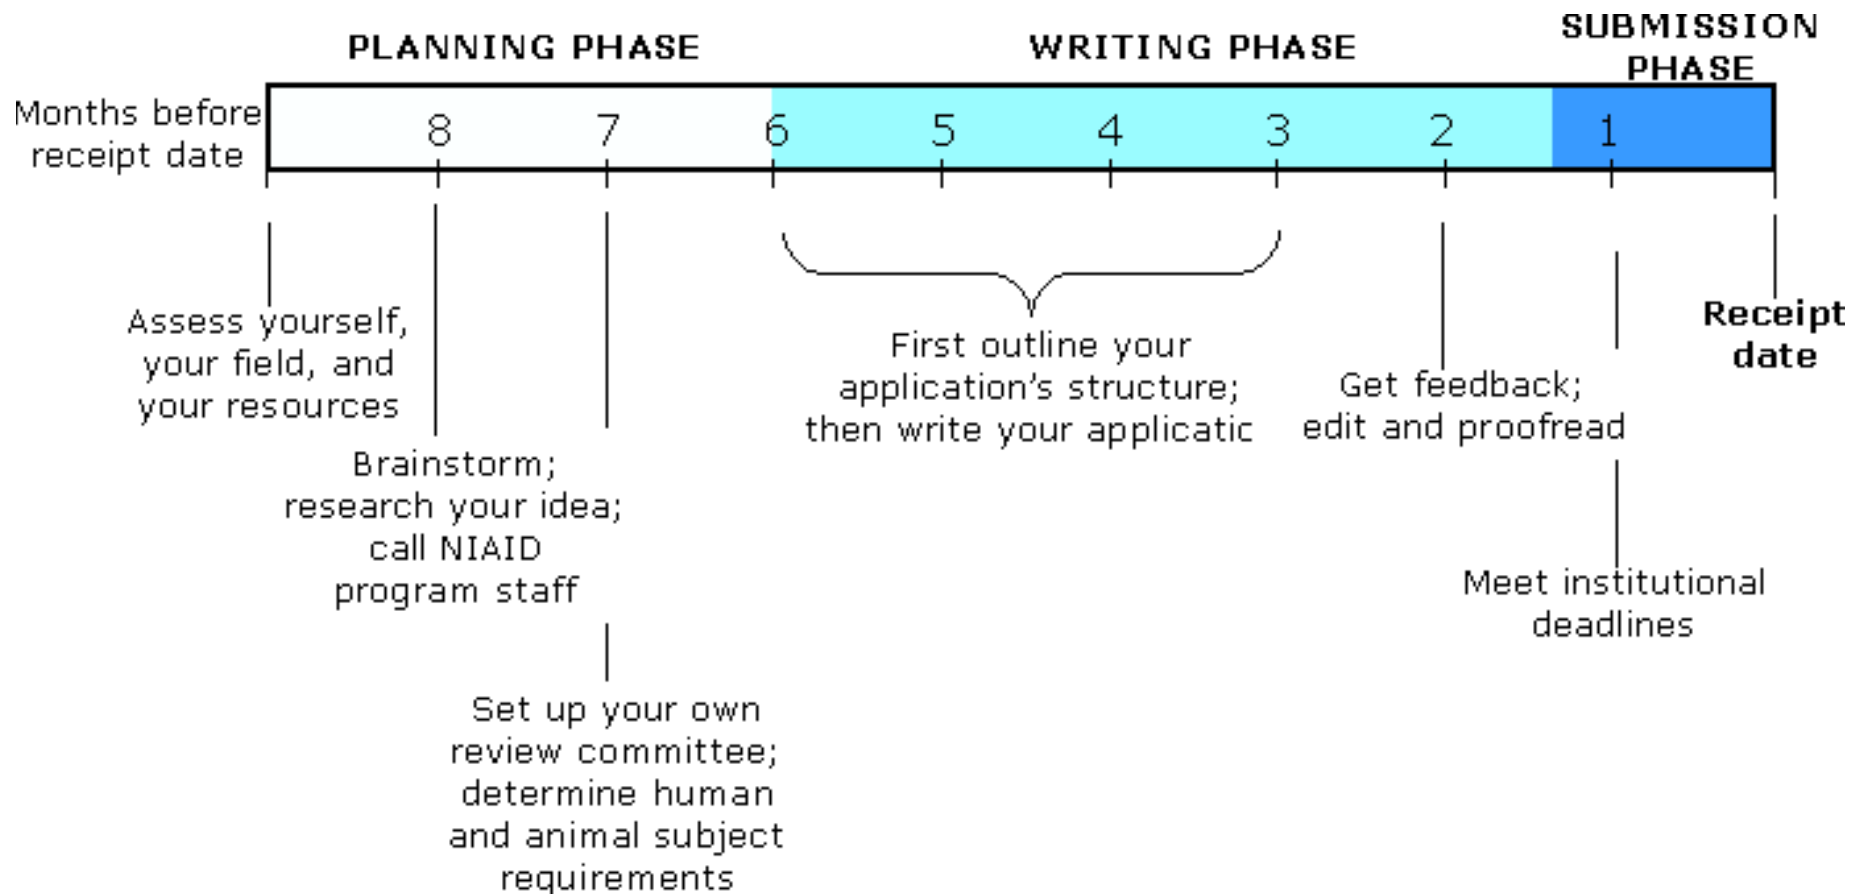 PLANNING PHASE
WRITING PHASE
SUBMISSION
PHASE
Months before
receipt date
8 7 6 5 4 3 2 1
Assess yourself,
your field, and
your resources
Brainstorm;
research your idea;
call NIAID
program staff
Set up your own
review committee;
determine human
and animal subject
requirements
First outline your
application's structure;
then write your applicatic
Get feedback;
edit and proofread
Meet institutional
deadlines
Receipt
date